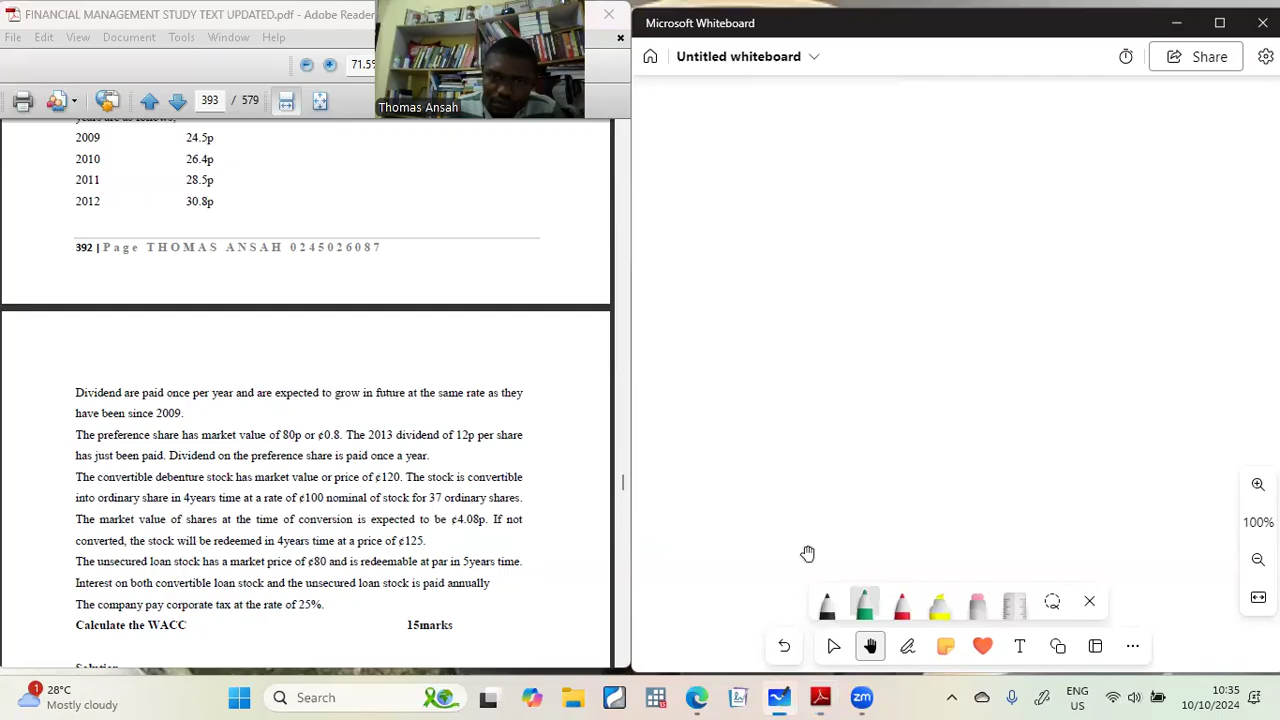 FINANCIAL MANAGEMENT STUDY TEXT UPDATED.pdf - Adobe Reader
File Edit View Document Tools Window Help
393 / 579
71.5%
Thomas Ansah
years are as follows;
2009 24.5p
2010 26.4p
2011 28.5p
2012 30.8p
392 | Page THOMAS ANSAH 0245026087
Dividend are paid once per year and are expected to grow in future at the same rate as they
have been since 2009.
The preference share has market value of 80p or ¢0.8. The 2013 dividend of 12p per share
has just been paid. Dividend on the preference share is paid once a year.
The convertible debenture stock has market value or price of ¢120. The stock is convertible
into ordinary share in 4years time at a rate of ¢100 nominal of stock for 37 ordinary shares.
The market value of shares at the time of conversion is expected to be ¢4.08p. If not
converted, the stock will be redeemed in 4years time at a price of ¢125.
The unsecured loan stock has a market price of ¢80 and is redeemable at par in 5years time.
Interest on both convertible loan stock and the unsecured loan stock is paid annually
The company pay corporate tax at the rate of 25%.
Calculate the WACC 15marks
Solution
Microsoft Whiteboard
Untitled whiteboard
Share
100%
T
1
28°C
Mostly cloudy
Search
zm
ENG
US
10:35
10/10/2024